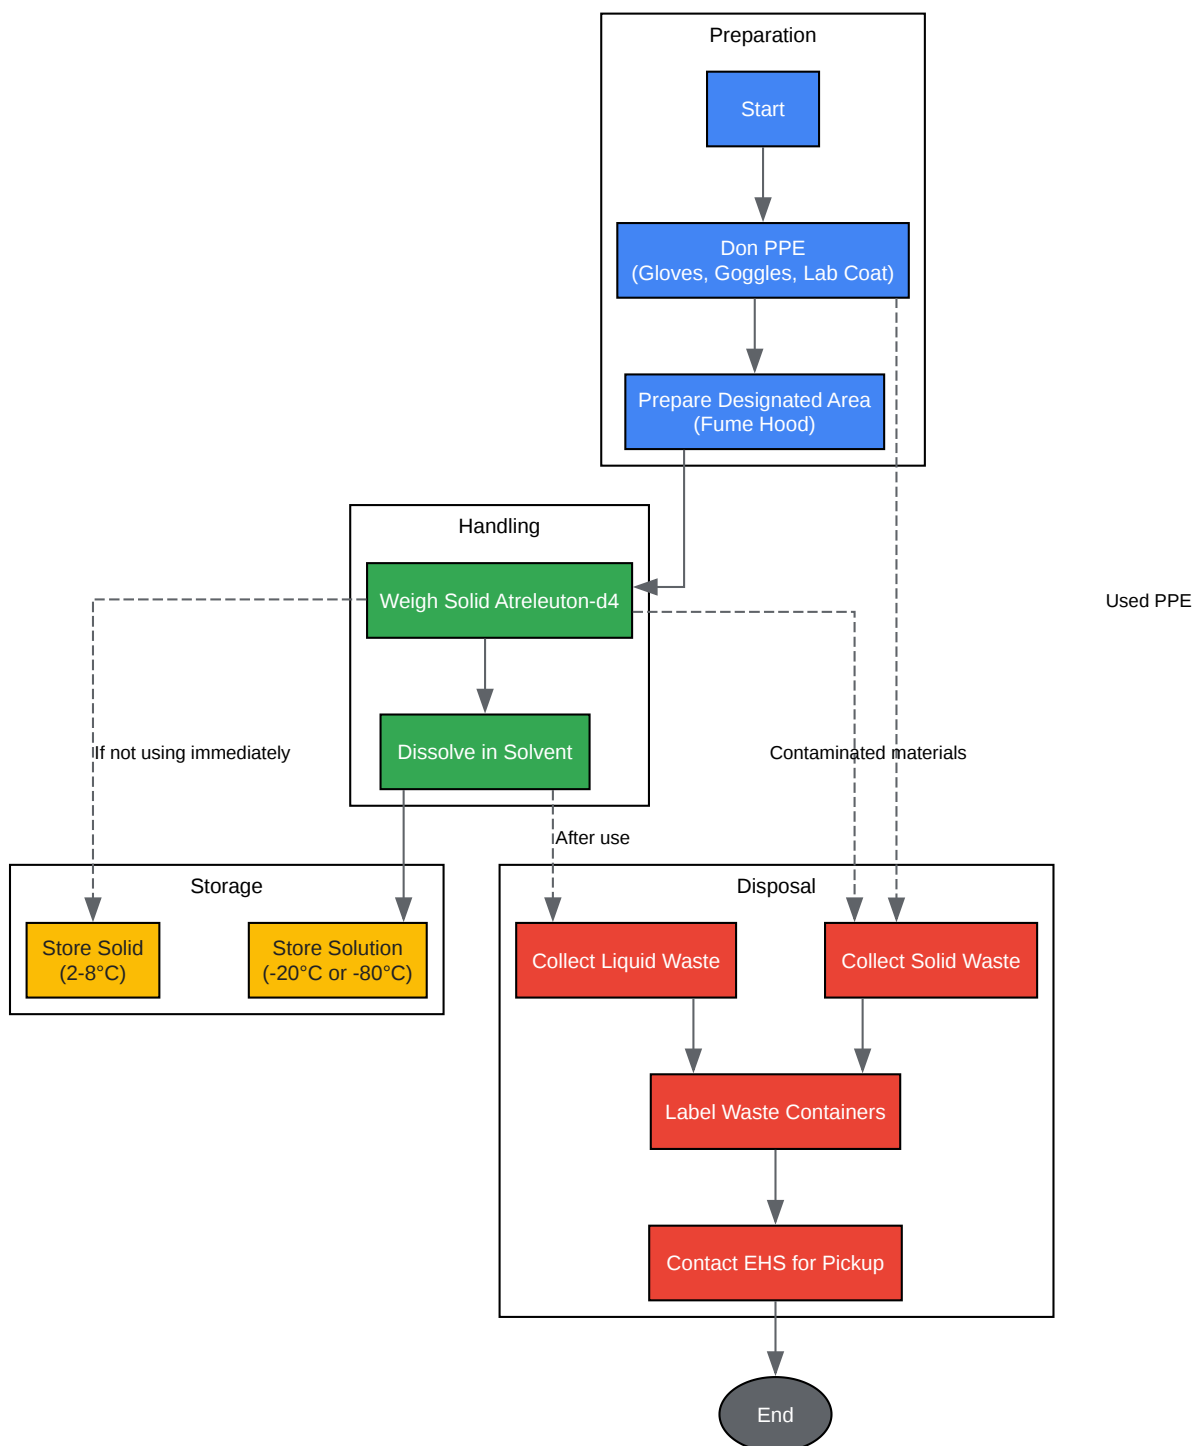 Preparation
Start
Don PPE
(Gloves, Goggles, Lab Coat)
Prepare Designated Area
(Fume Hood)
Handling
Weigh Solid Atreleuton-d4
Used PPE
Dissolve in Solvent
If not using immediately
Contaminated materials
After use
Storage
Store Solid
(2-8°C)
Store Solution
(-20°C or -80°C)
Disposal
Collect Liquid Waste
Collect Solid Waste
Label Waste Containers
Contact EHS for Pickup
End